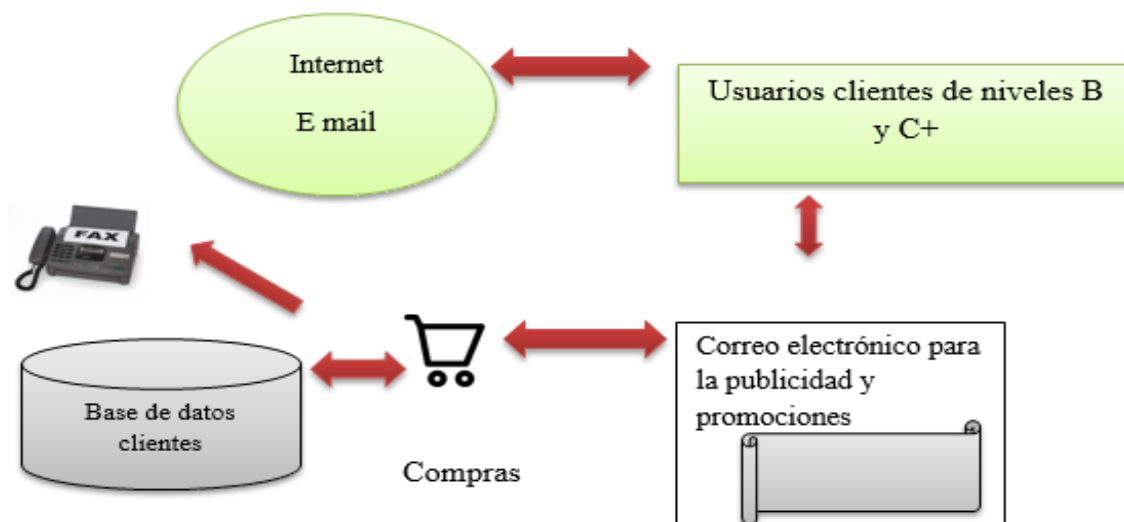 Internet
E mail
Usuarios clientes de niveles B
y C+
FAX
Correo electrónico para
la publicidad y
promociones
Base de datos
clientes
Compras